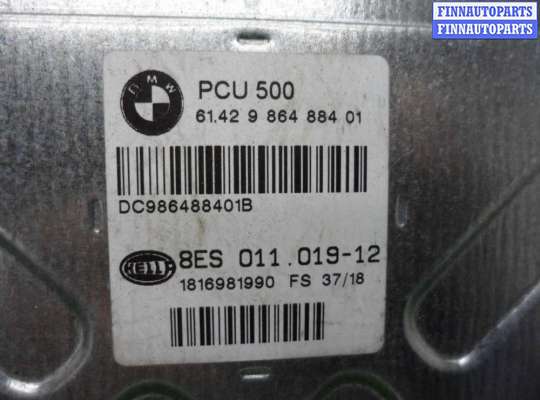 FINNAUTOPARTS
FINNAUTOPARTS
BMW
PCU 500
61.42 9 864 884 01
DC986488401B
HELLA
8ES 011.019-12
1816981990 FS 37/18